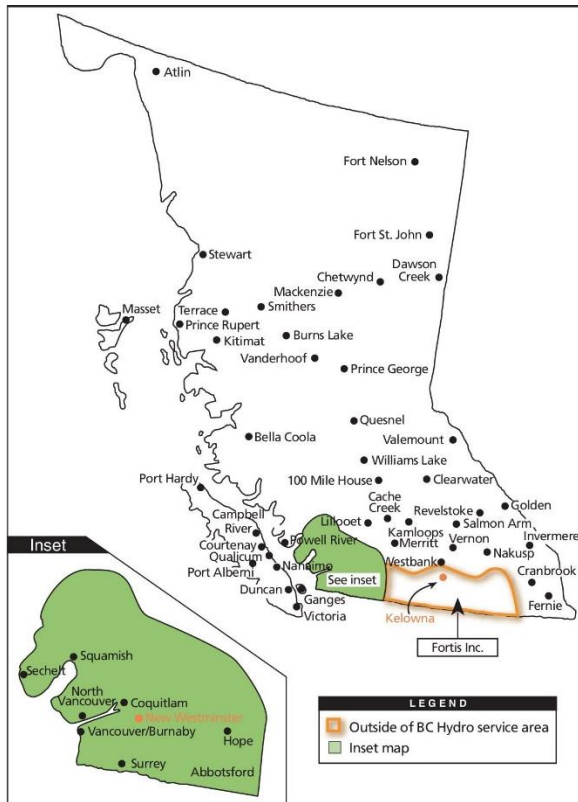 Atlin
Fort Nelson
Fort St. John
Stewart
Dawson
Creek
Chetwynd
Mackenzie
Masset
Terrace
Smithers
Prince Rupert
Kitimat
Burns Lake
Vanderhoof
Prince George
Quesnel
Bella Coola
Valemount
Williams Lake
Port Hardy
100 Mile House
Clearwater
Cache
Creek
Golden
Campbell
River
Lillooet
Revelstoke
Kamloops
Salmon Arm
Invermere
Powell River
Courtenay
Merritt
Vernon
Qualicum
Nanaimo
Nakusp
Port Alberni
Westbank
See inset
Cranbrook
Duncan
Ganges
Kelowna
Fernie
Victoria
Fortis Inc.
Inset
Squamish
Sechelt
North
Vancouver
Coquitlam
New Westminster
Vancouver/Burnaby
Hope
Surrey
Abbotsford
LEGEND
Outside of BC Hydro service area
Inset map